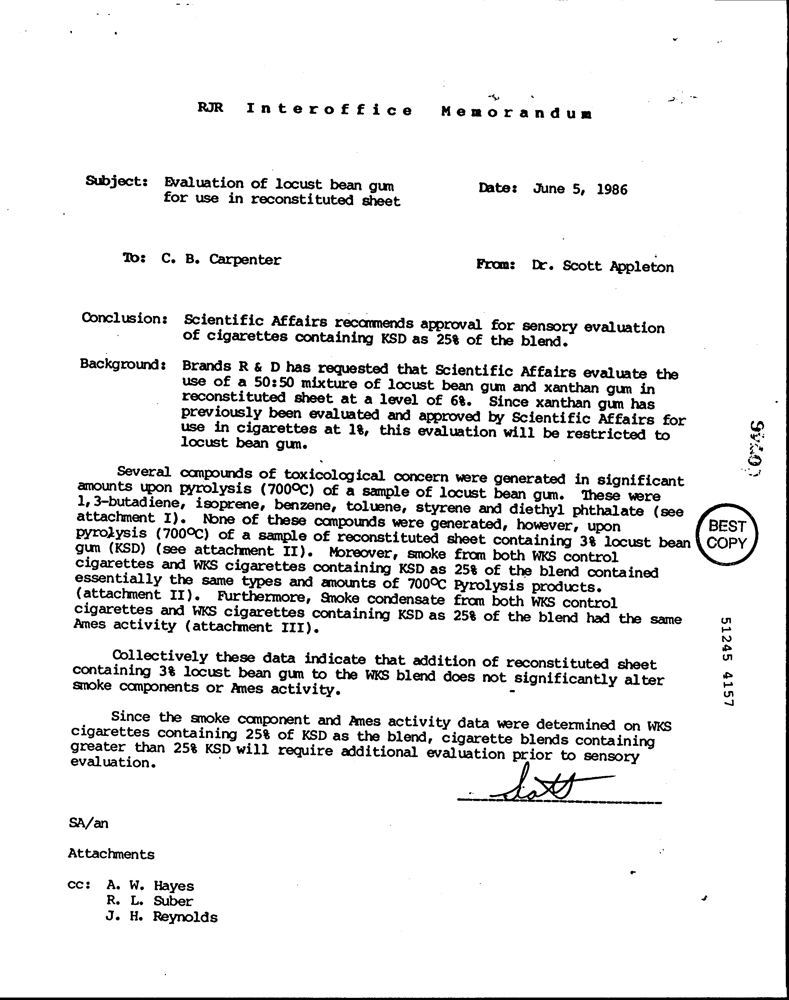 RJR Interoffice Memorandum
Subject: Evaluation of locust bean gum
for use in reconstituted sheet
Date: June 5, 1986
To: C. B. Carpenter
From: Dr. Scott Appleton
Conclusion: Scientific Affairs recommends approval for sensory evaluation
of cigarettes containing KSD as 25% of the blend.
Background: Brands R & D has requested that Scientific Affairs evaluate the
use of a 50:50 mixture of locust bean gum and xanthan gum in
reconstituted sheet at a level of 6%. Since xanthan gum has
previously been evaluated and approved by Scientific Affairs for
use in cigarettes at 1%, this evaluation will be restricted to
locust bean gum.
Several compounds of toxicological concern were generated in significant
amounts upon pyrolysis (700ºC) of a sample of locust bean gum. These were
1,3-butadiene, isoprene, benzene, toluene, styrene and diethyl phthalate (see
attachment I). None of these compounds were generated, however, upon
pyrolysis (700ºC) of a sample of reconstituted sheet containing 3% locust bean
gum (KSD) (see attachment II). Moreover, smoke from both WKS control
cigarettes and WKS cigarettes containing KSD as 25% of the blend contained
essentially the same types and amounts of 700ºC Pyrolysis products.
(attachment II). Furthermore, Smoke condensate from both WKS control
cigarettes and WKS cigarettes containing KSD as 25% of the blend had the same
Ames activity (attachment III).
Collectively these data indicate that addition of reconstituted sheet
containing 3% locust bean gum to the WKS blend does not significantly alter
smoke components or Ames activity.
Since the smoke component and Ames activity data were determined on WKS
cigarettes containing 25% of KSD as the blend, cigarette blends containing
greater than 25% KSD will require additional evaluation prior to sensory
evaluation.
Scott
SA/an
Attachments
cc: A. W. Hayes
R. L. Suber
J. H. Reynolds
BEST
COPY
51245 4157